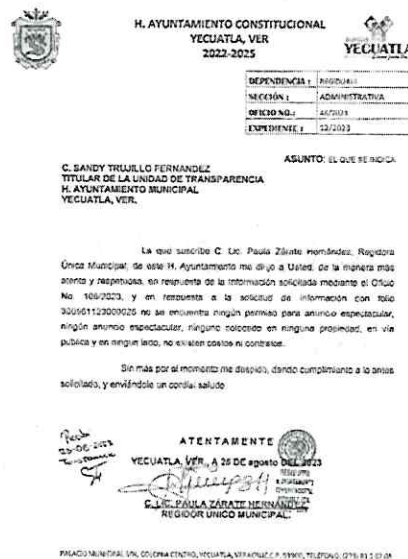 H. AYUNTAMIENTO CONSTITUCIONAL
YECUATLA, VER
2022-2025
YECUATLA
DEPENDENCIA :
SECCIÓN : ADMINISTRATIVA
OFICIO NO.:
EXPEDIENTE : 22/2023
ASUNTO: EL QUE SE INDICA
C. SANDY TRUJILLO FERNANDEZ
TITULAR DE LA UNIDAD DE TRANSPARENCIA
H. AYUNTAMIENTO MUNICIPAL
YECUATLA, VER.
La que suscribe C. Lic. Paula Zárate Hernández, Regidora
Única Municipal, de este H. Ayuntamiento me dirijo a Usted, de la manera más
atenta y respetuosa, en respuesta de la información solicitada mediante el Oficio
No. 106/2023, y en respuesta a la solicitud de información con folio
no se encuentra ningún permiso para anuncio espectacular,
ningún anuncio espectacular, ninguno colocado en ninguna propiedad, en vía
publica y en ningun lado, no existen costos ni contratos.
Sin más por el momento me despido, dando cumplimiento a lo antes
solicitado, y enviándole un cordial saludo
ATENTAMENTE
YECUATLA, VER., A 25 DE agosto DEL 2023
C. LIC. PAULA ZÁRATE HERNÁNDEZ
REGIDOR UNICO MUNICIPAL.
PALACIO MUNICIPAL S/N, COLONIA CENTRO, YECUATLA, VERACRUZ, C.P.